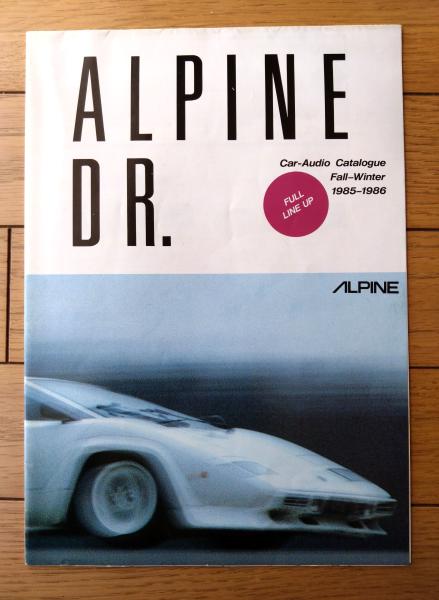 ALPINE
DR.
Car-Audio Catalogue
Fall–Winter
1985–1986
FULL
LINE UP
ALPINE